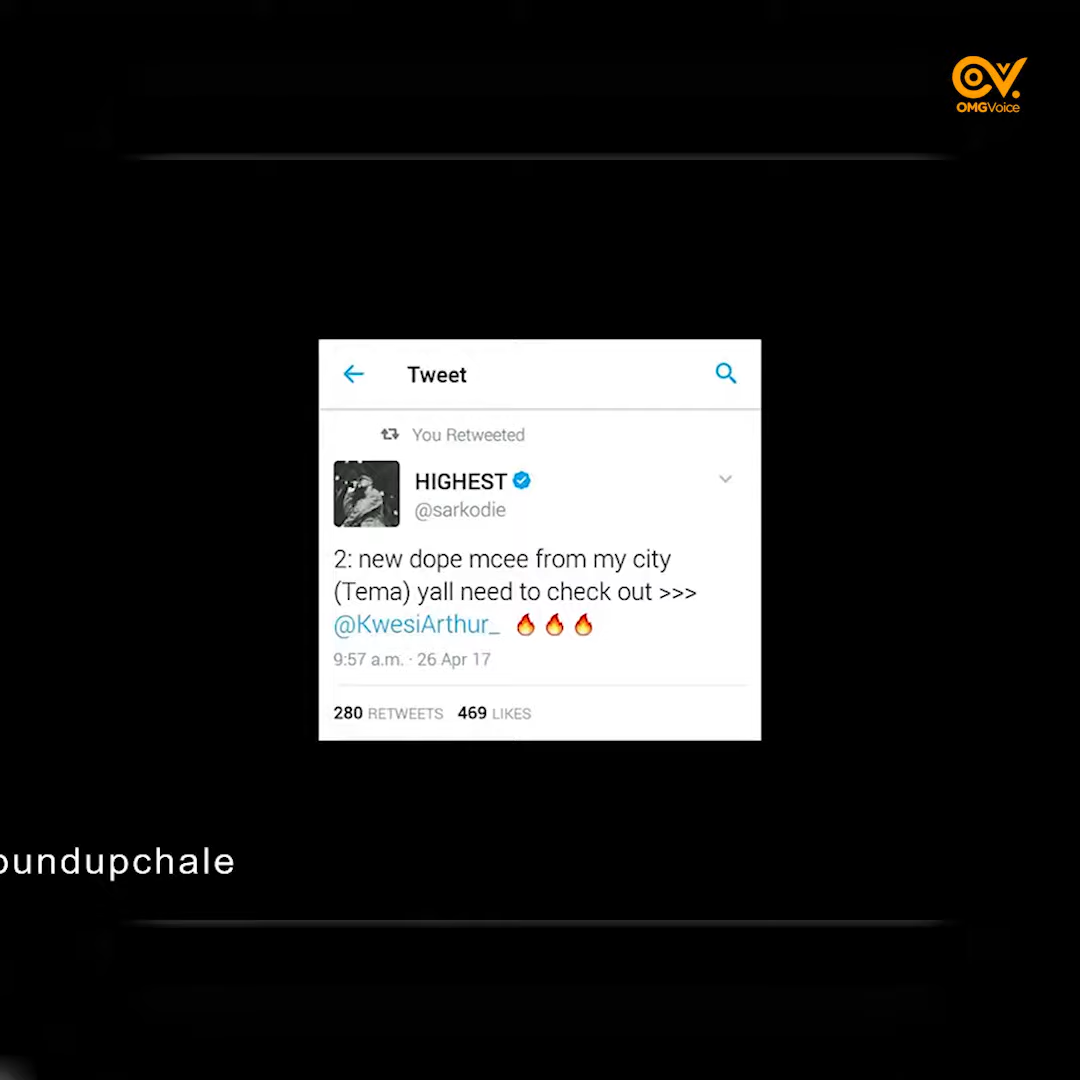 OMGVoice
Tweet
You Retweeted
HIGHEST
@sarkodie
2: new dope mcee from my city
(Tema) yall need to check out >>>
@KwesiArthur_ 🔥🔥🔥
9:57 a.m. · 26 Apr 17
280 RETWEETS 469 LIKES
oundupchale